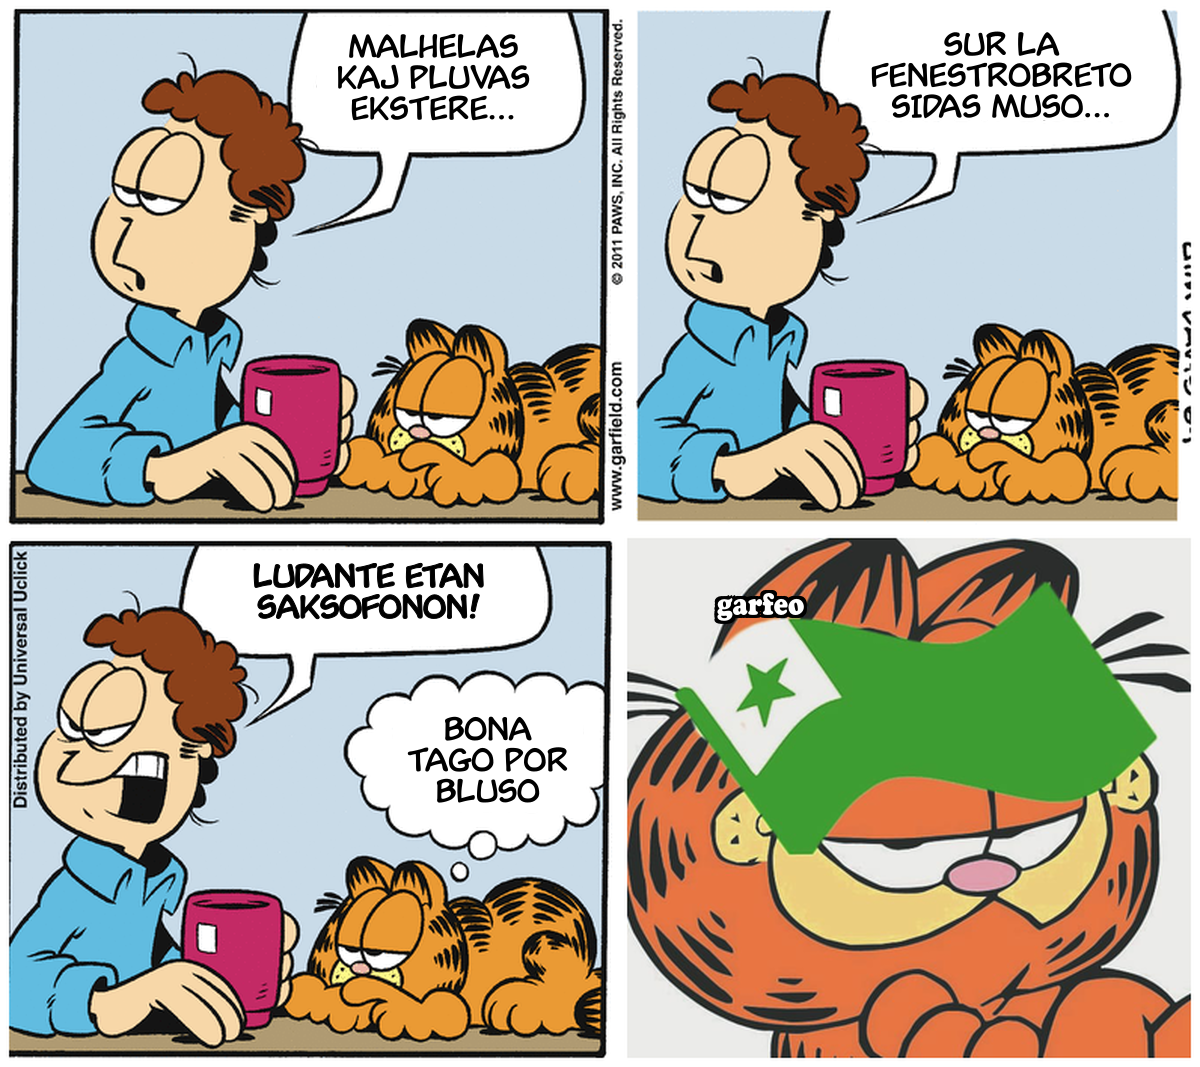 MALHELAS
KAJ PLUVAS
EKSTERE...
© 2011 PAWS, INC. All Rights Reserved.
www.garfield.com
SUR LA
FENESTROBRETO
SIDAS MUSO...
Distributed by Universal Uclick
LUDANTE ETAN
SAKSOFONON!
BONA
TAGO POR
BLUSO
garfeo